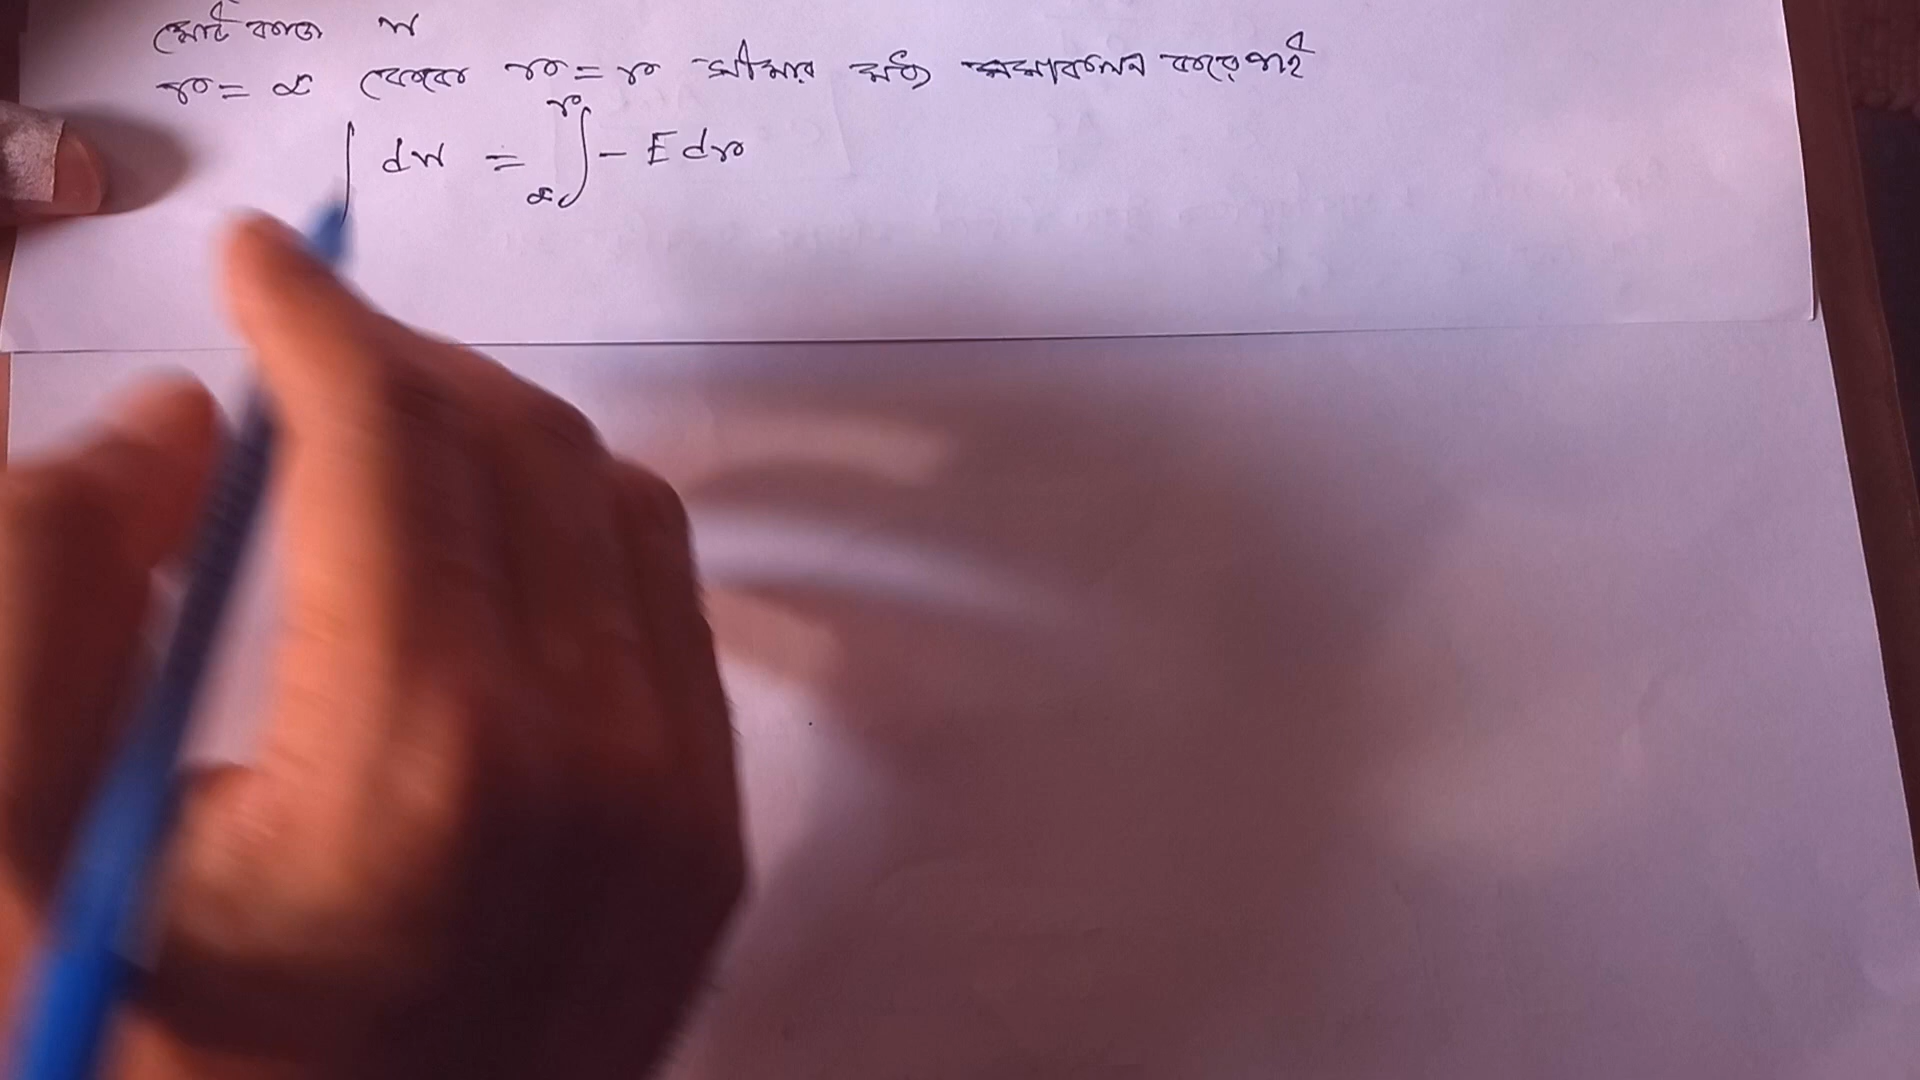 মোট কাজ W
r = ∝ থেকে r = r সীমার মধ্যে সমাকলন করে পাই
∫ dW = ∫_∝^r - E dr